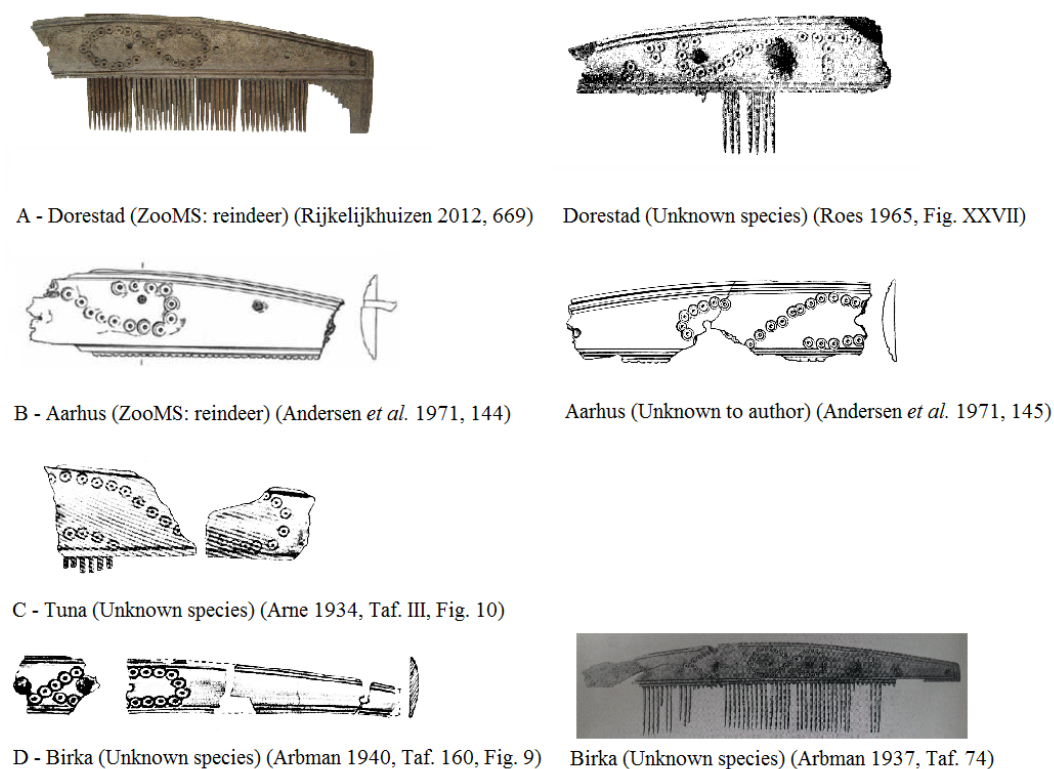 A - Dorestad (ZooMS: reindeer) (Rijkelijkhuizen 2012, 669)
Dorestad (Unknown species) (Roes 1965, Fig. XXVII)
B - Aarhus (ZooMS: reindeer) (Andersen et al. 1971, 144)
Aarhus (Unknown to author) (Andersen et al. 1971, 145)
C - Tuna (Unknown species) (Arne 1934, Taf. III, Fig. 10)
D - Birka (Unknown species) (Arbman 1940, Taf. 160, Fig. 9)
Birka (Unknown species) (Arbman 1937, Taf. 74)